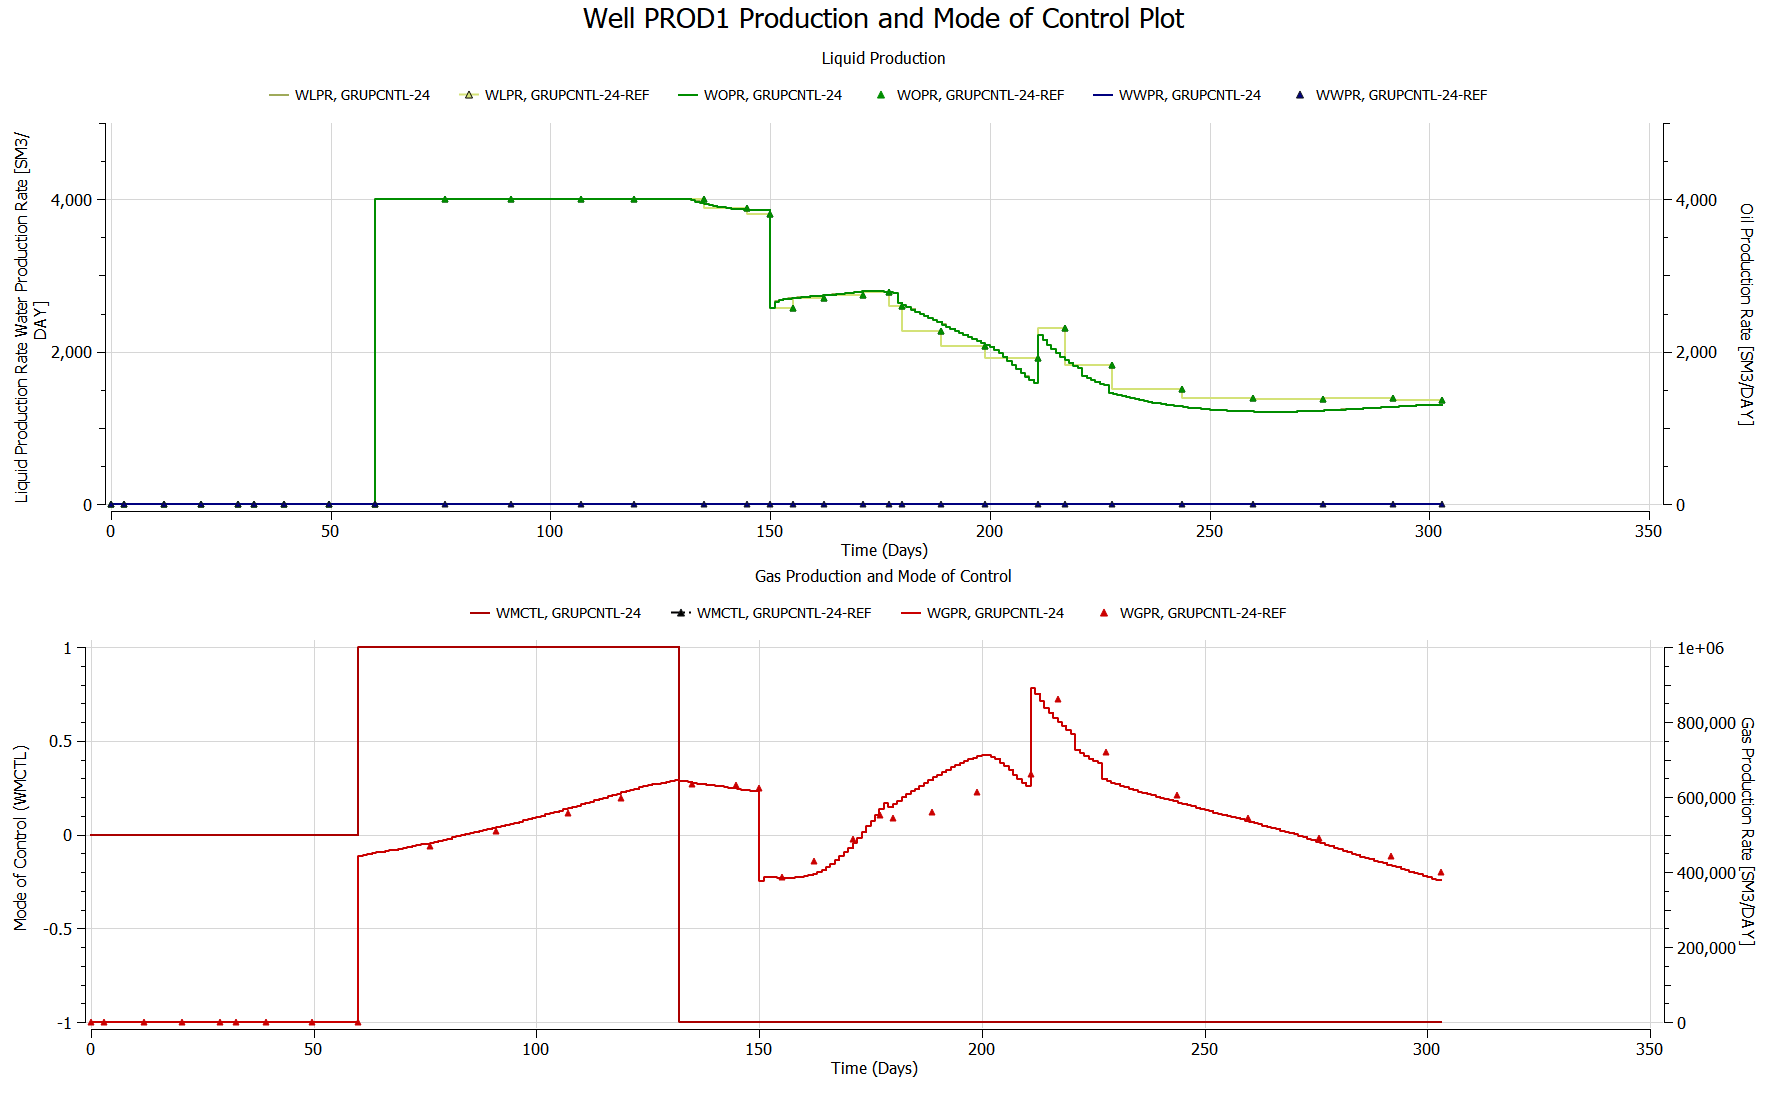 Well PROD1 Production and Mode of Control Plot
Liquid Production
WLPR, GRUPCNTL-24
WLPR, GRUPCNTL-24-REF
WOPR, GRUPCNTL-24
WOPR, GRUPCNTL-24-REF
WWPR, GRUPCNTL-24
WWPR, GRUPCNTL-24-REF
Liquid Production Rate Water Production Rate [SM3/
DAY]
4,000
2,000
0
4,000
2,000
0
Oil Production Rate [SM3/DAY]
0
50
100
150
200
250
300
350
Time (Days)
Gas Production and Mode of Control
WMCTL, GRUPCNTL-24
WMCTL, GRUPCNTL-24-REF
WGPR, GRUPCNTL-24
WGPR, GRUPCNTL-24-REF
Mode of Control (WMCTL)
1
0.5
0
-0.5
-1
1e+06
800,000
600,000
400,000
200,000
0
Gas Production Rate [SM3/DAY]
0
50
100
150
200
250
300
350
Time (Days)